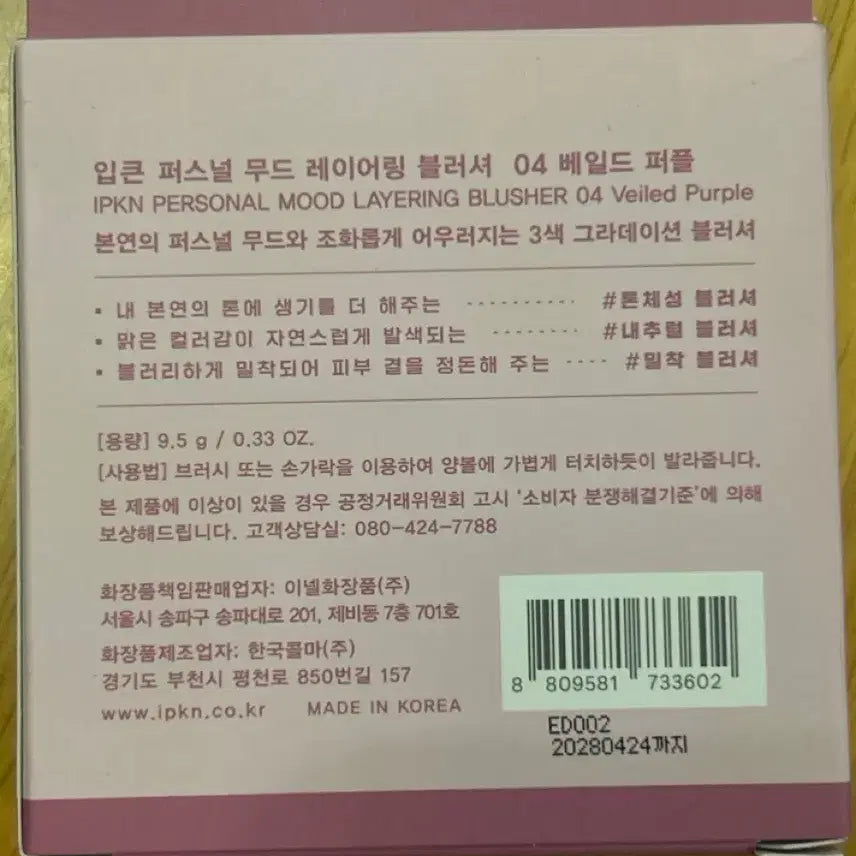 입큰 퍼스널 무드 레이어링 블러셔 04 베일드 퍼플
IPKN PERSONAL MOOD LAYERING BLUSHER 04 Veiled Purple
본연의 퍼스널 무드와 조화롭게 어우러지는 3색 그라데이션 블러셔
• 내 본연의 톤에 생기를 더 해주는 ---------- #톤체성 블러셔
• 맑은 컬러감이 자연스럽게 발색되는 -------- #내추럴 블러셔
• 블러리하게 밀착되어 피부 결을 정돈해 주는 ---- #밀착 블러셔
[용량] 9.5 g / 0.33 OZ.
[사용법] 브러시 또는 손가락을 이용하여 양볼에 가볍게 터치하듯이 발라줍니다.
본 제품에 이상이 있을 경우 공정거래위원회 고시 '소비자 분쟁해결기준'에 의해
보상해드립니다. 고객상담실: 080-424-7788
화장품책임판매업자: 이넬화장품(주)
서울시 송파구 송파대로 201, 제비동 7층 701호
화장품제조업자: 한국콜마(주)
경기도 부천시 평천로 850번길 157
www.ipkn.co.kr MADE IN KOREA
8 809581 733602
ED002
20280424까지